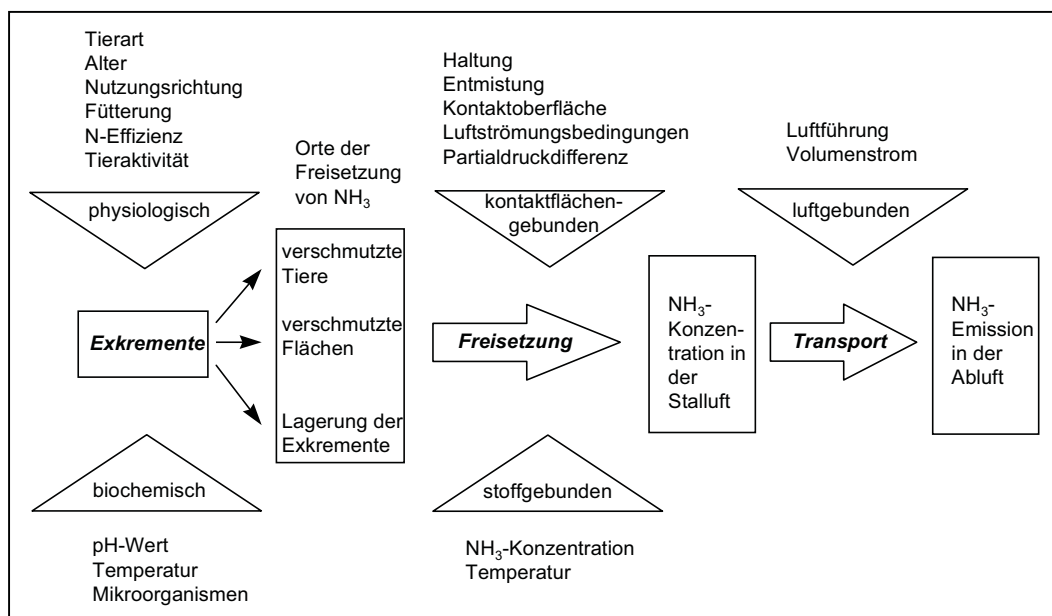 Tierart
Alter
Nutzungsrichtung
Fütterung
N-Effizienz
Tieraktivität
physiologisch
Exkremente
biochemisch
pH-Wert
Temperatur
Mikroorganismen
Orte der
Freisetzung
von NH₃
verschmutzte
Tiere
verschmutzte
Flächen
Lagerung der
Exkremente
Haltung
Entmistung
Kontaktoberfläche
Luftströmungsbedingungen
Partialdruckdifferenz
kontaktflächen-
gebunden
Freisetzung
stoffgebunden
NH₃-Konzentration
Temperatur
NH₃-
Konzen-
tration in
der
Stalluft
Luftführung
Volumenstrom
luftgebunden
Transport
NH₃-
Emission
in der
Abluft